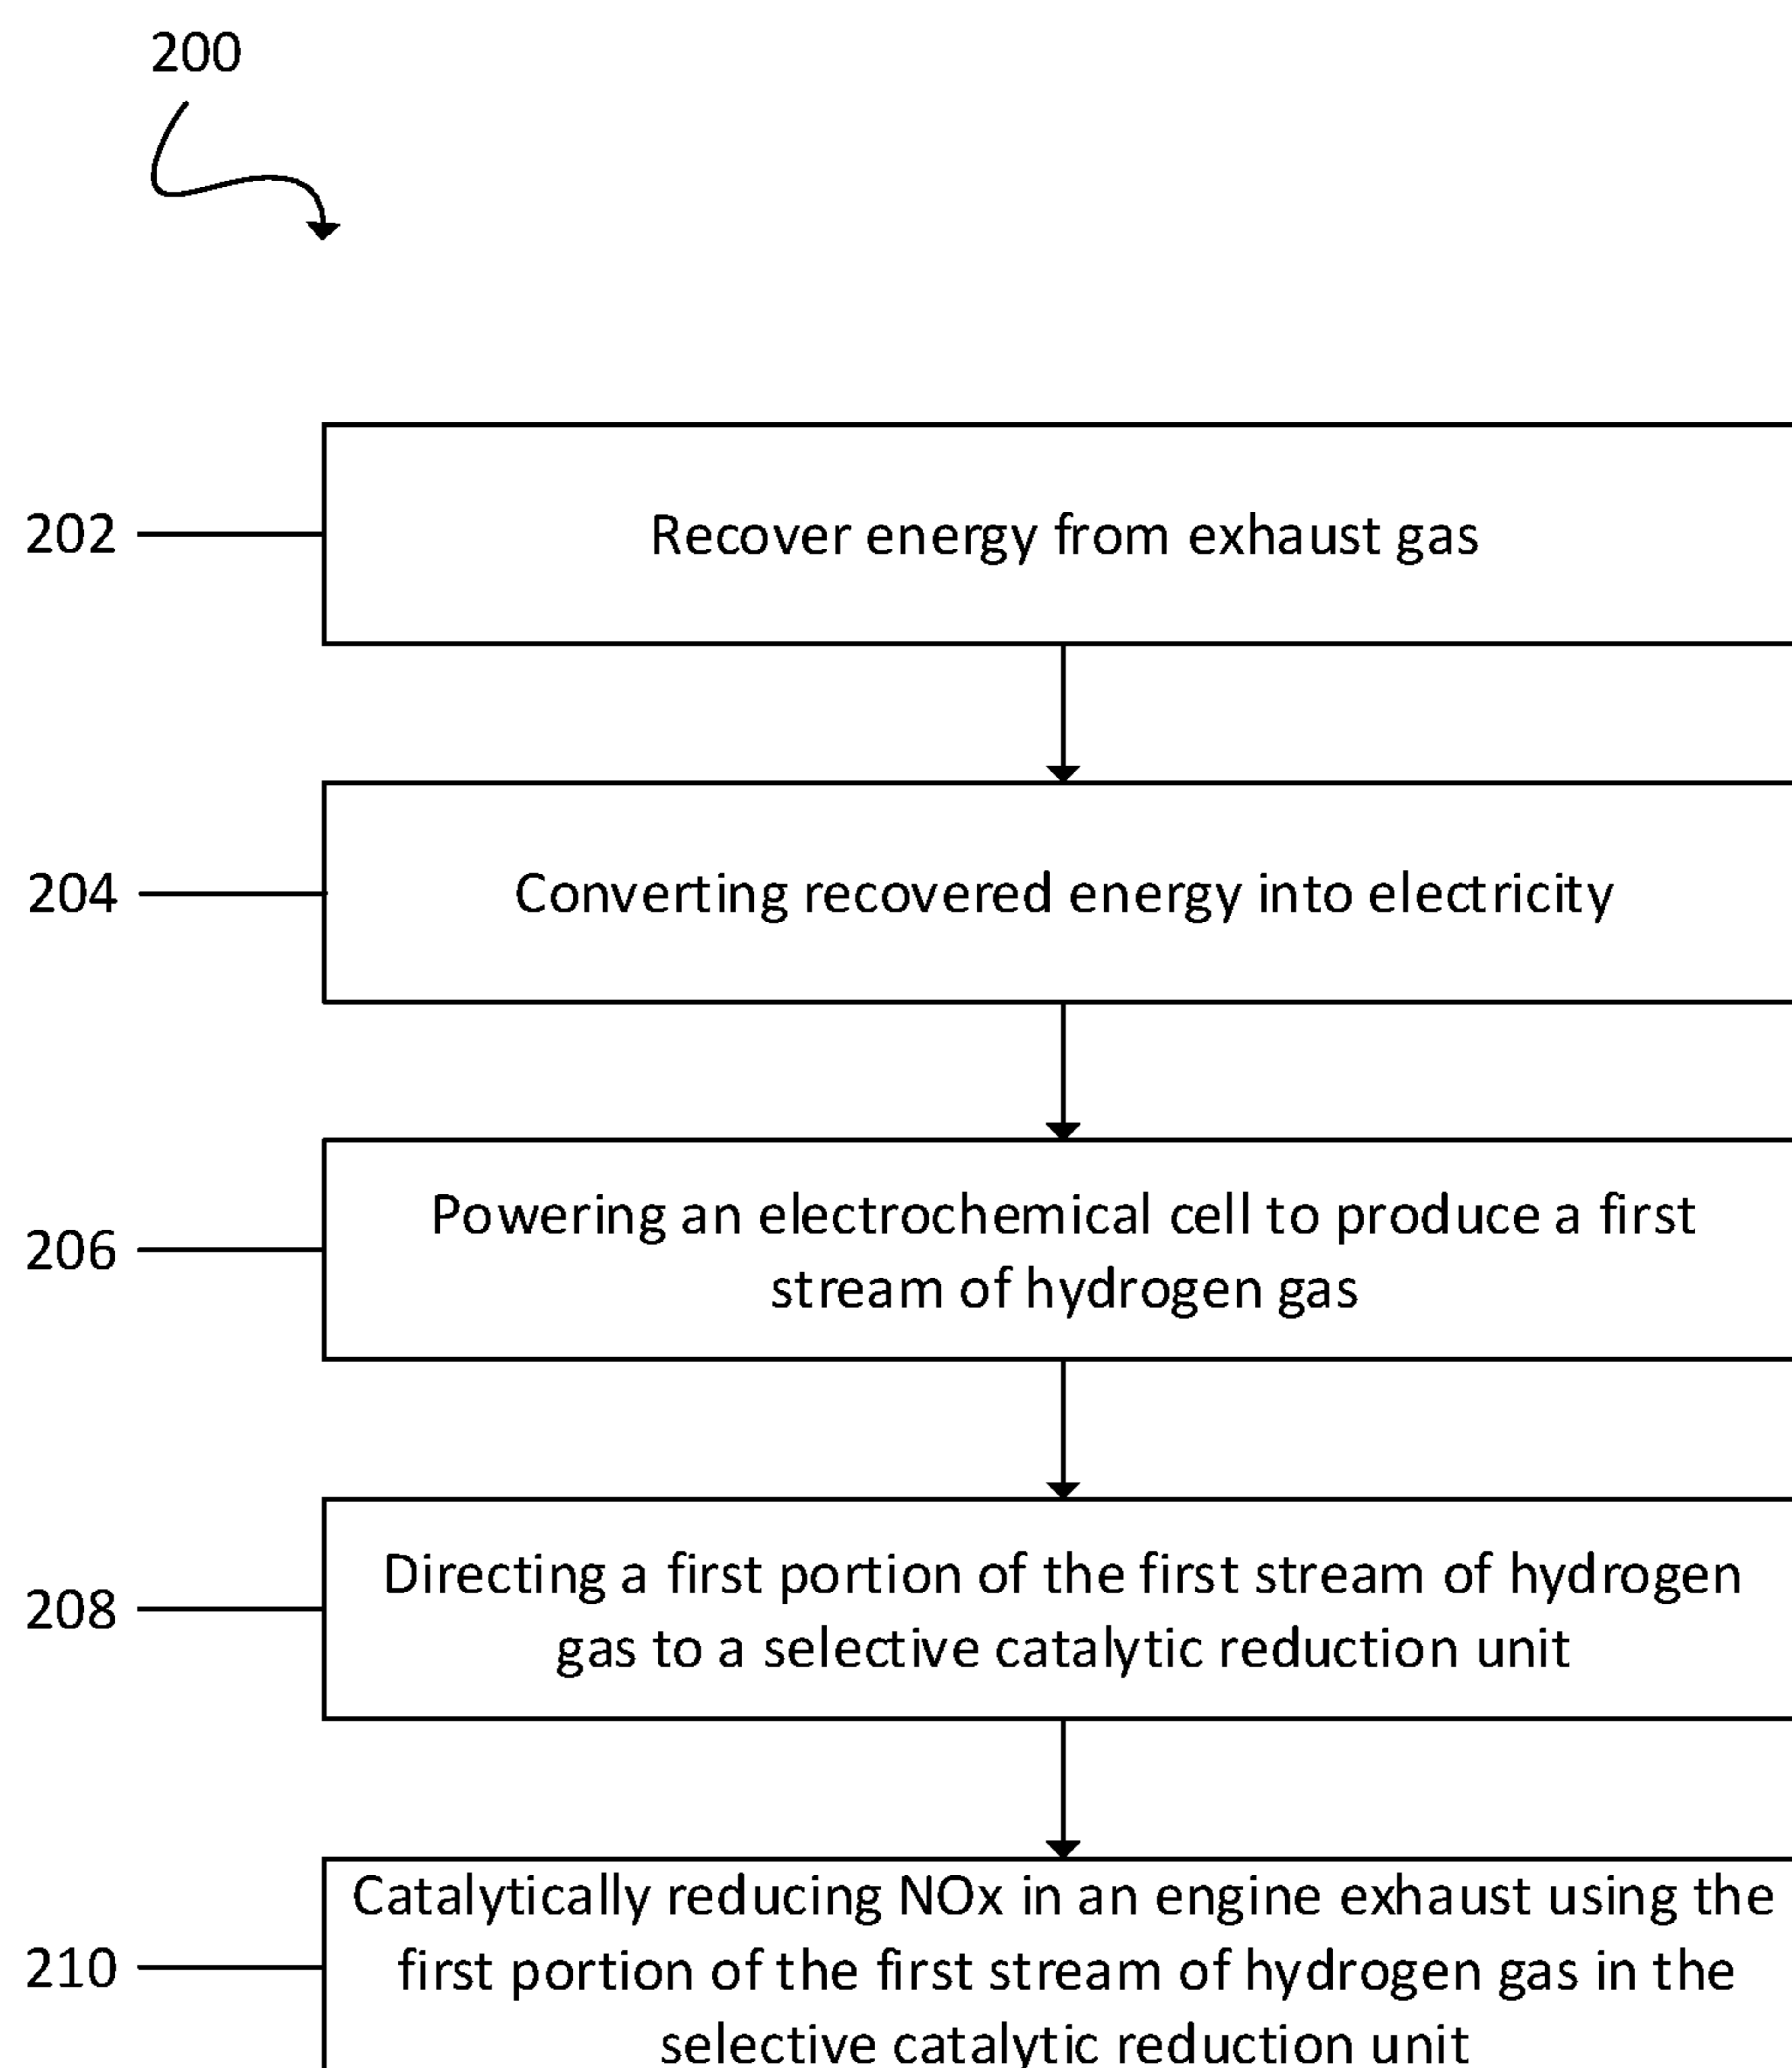 200
202
Recover energy from exhaust gas
204
Converting recovered energy into electricity
206
Powering an electrochemical cell to produce a first
stream of hydrogen gas
208
Directing a first portion of the first stream of hydrogen
gas to a selective catalytic reduction unit
210
Catalytically reducing NOx in an engine exhaust using the
first portion of the first stream of hydrogen gas in the
selective catalytic reduction unit